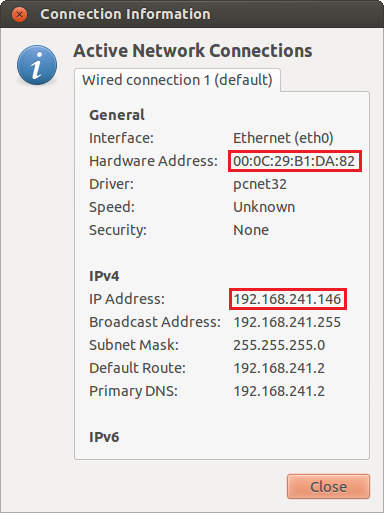 Connection Information
Active Network Connections
Wired connection 1 (default)
General
Interface: Ethernet (eth0)
Hardware Address: 00:0C:29:B1:DA:82
Driver: pcnet32
Speed: Unknown
Security: None
IPv4
IP Address: 192.168.241.146
Broadcast Address: 192.168.241.255
Subnet Mask: 255.255.255.0
Default Route: 192.168.241.2
Primary DNS: 192.168.241.2
IPv6
Close